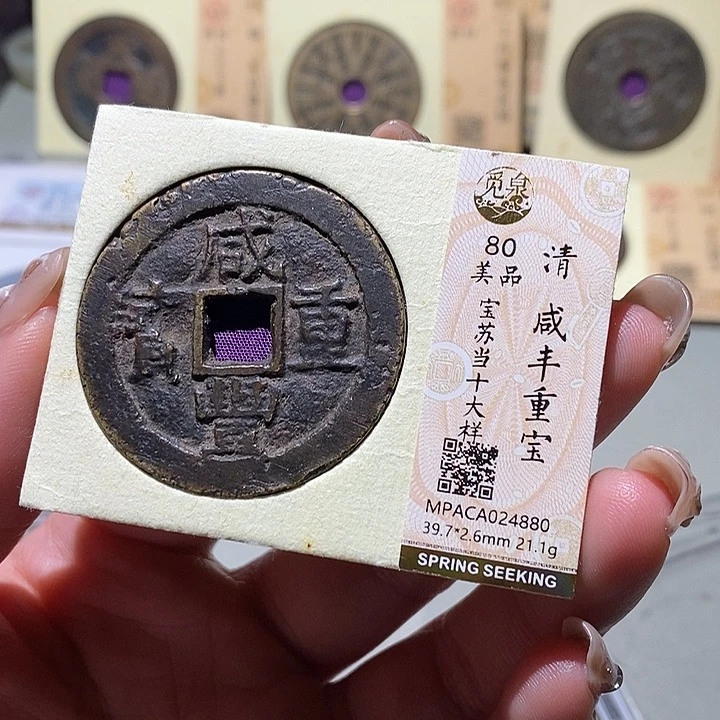 咸豐重寶
觅泉
80
美品
宝苏当十大样
清 咸丰重宝
MPACA024880
39.7*2.6mm 21.1g
SPRING SEEKING